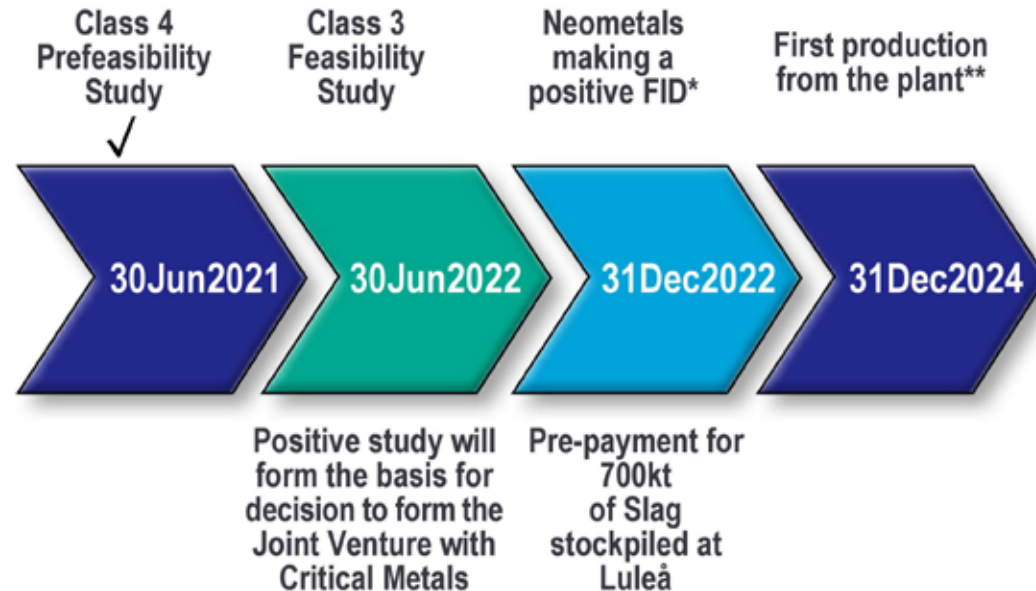 Class 4
Prefeasibility
Study
✓
Class 3
Feasibility
Study
Neometals
making a
positive FID*
First production
from the plant**
30Jun2021
30Jun2022
31Dec2022
31Dec2024
Positive study will
form the basis for
decision to form the
Joint Venture with
Critical Metals
Pre-payment for
700kt
of Slag
stockpiled at
Luleå